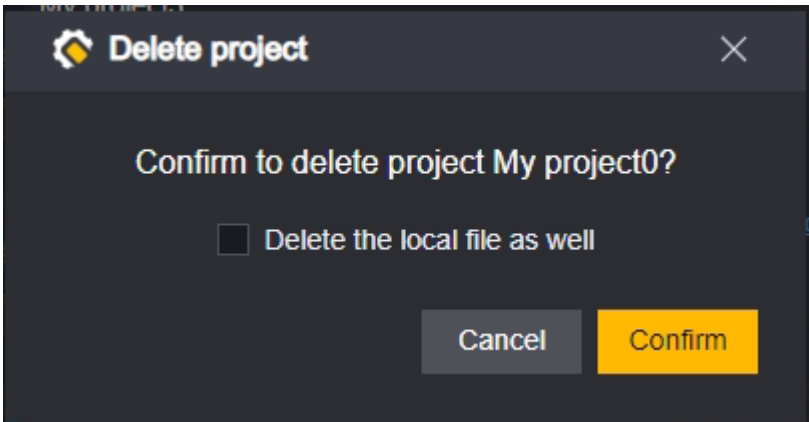 Delete project
Confirm to delete project My project0?
Delete the local file as well
Cancel
Confirm